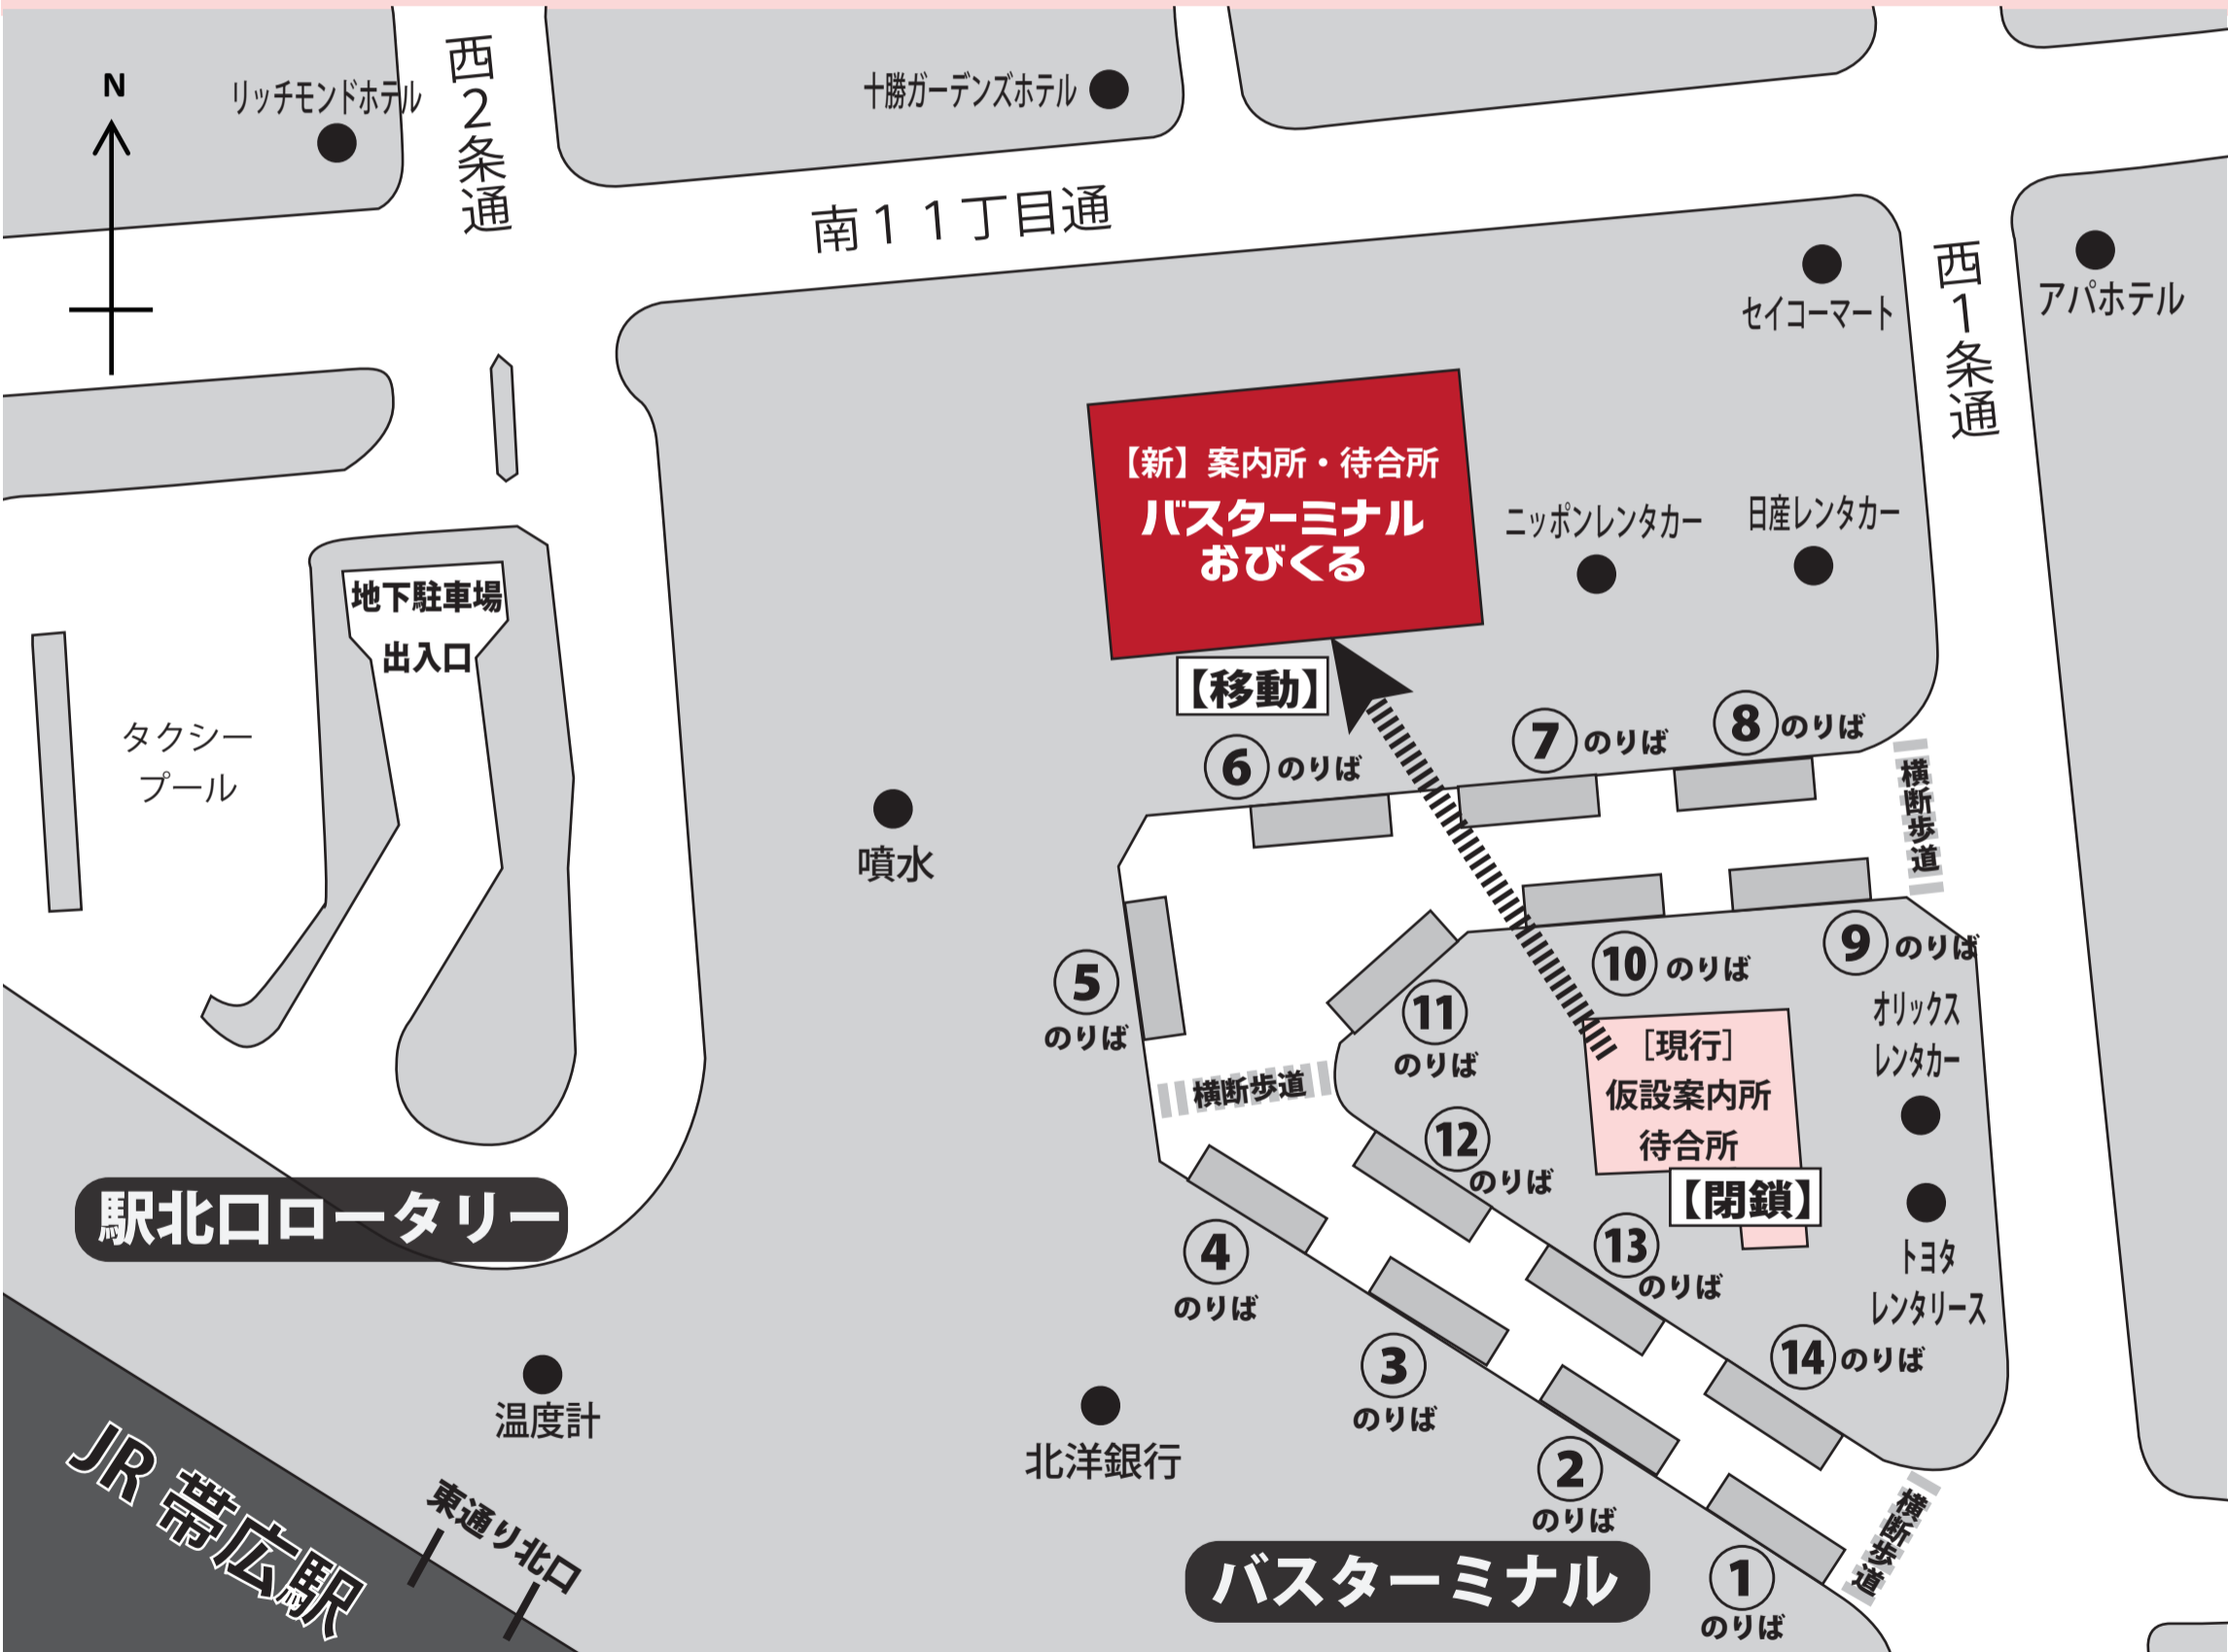 N
リッチモンドホテル
西2条通
十勝ガーデンズホテル
南11丁目通
セイコーマート
西1条通
アパホテル
【新】案内所・待合所
バスターミナル
おびくる
ニッポンレンタカー
日産レンタカー
地下駐車場
出入口
【移動】
タクシー
プール
⑥のりば
⑦のりば
⑧のりば
横断歩道
噴水
⑤
のりば
⑨のりば
⑩のりば
⑪
のりば
オリックス
レンタカー
［現行］
仮設案内所
待合所
【閉鎖】
横断歩道
⑫
のりば
駅北口ロータリー
④
のりば
⑬
のりば
トヨタ
レンタリース
③
のりば
⑭のりば
温度計
北洋銀行
②
のりば
JR 帯広駅
東通り北口
バスターミナル
①
のりば
横断歩道